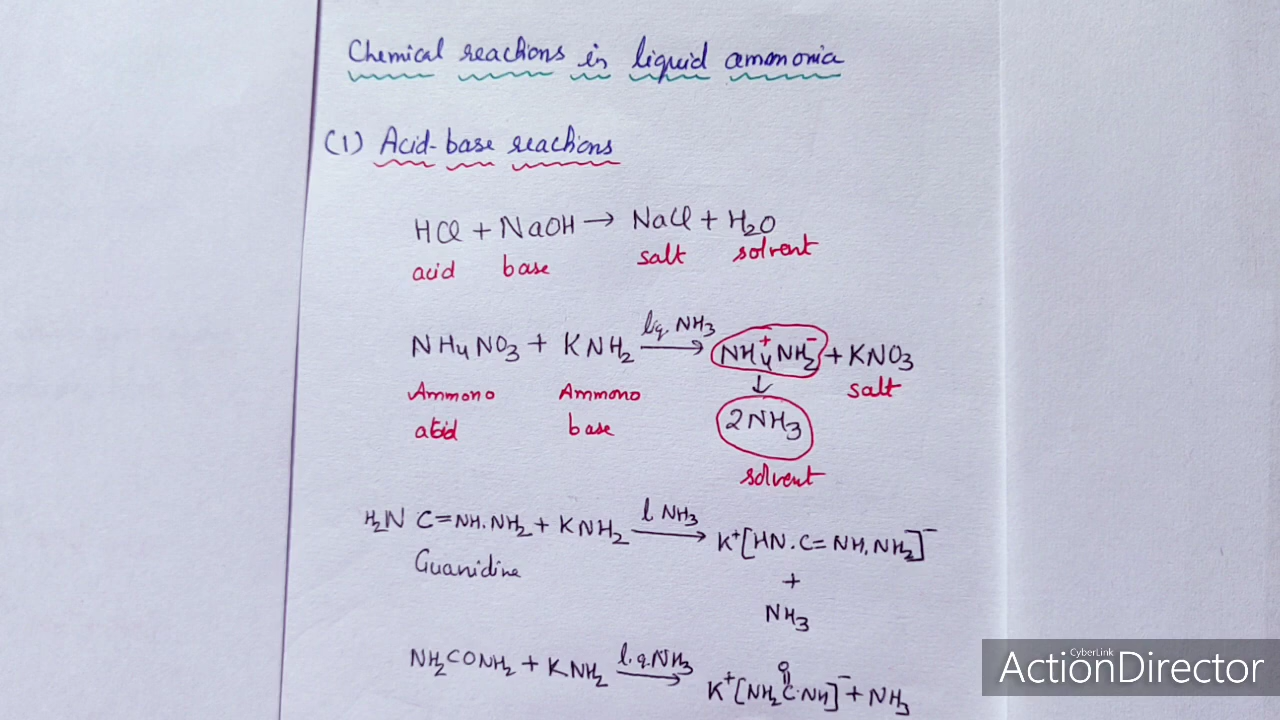 Chemical reactions in liquid ammonia
(1) Acid-base reactions
HCl + NaOH → NaCl + H₂O
acid base salt solvent
NH₄NO₃ + KNH₂ liq. NH₃ → NH₄⁺NH₂⁻ + KNO₃
Ammono acid Ammono base ↓ salt
2NH₃
solvent
H₂N C=NH.NH₂ + KNH₂ l NH₃ → K⁺[HN.C=NH.NH₂]⁻
Guanidine
+
NH₃
NH₂CONH₂ + KNH₂ liq.NH₃ → K⁺[NH₂C(=O).NH]⁻ + NH₃
CyberLink
ActionDirector